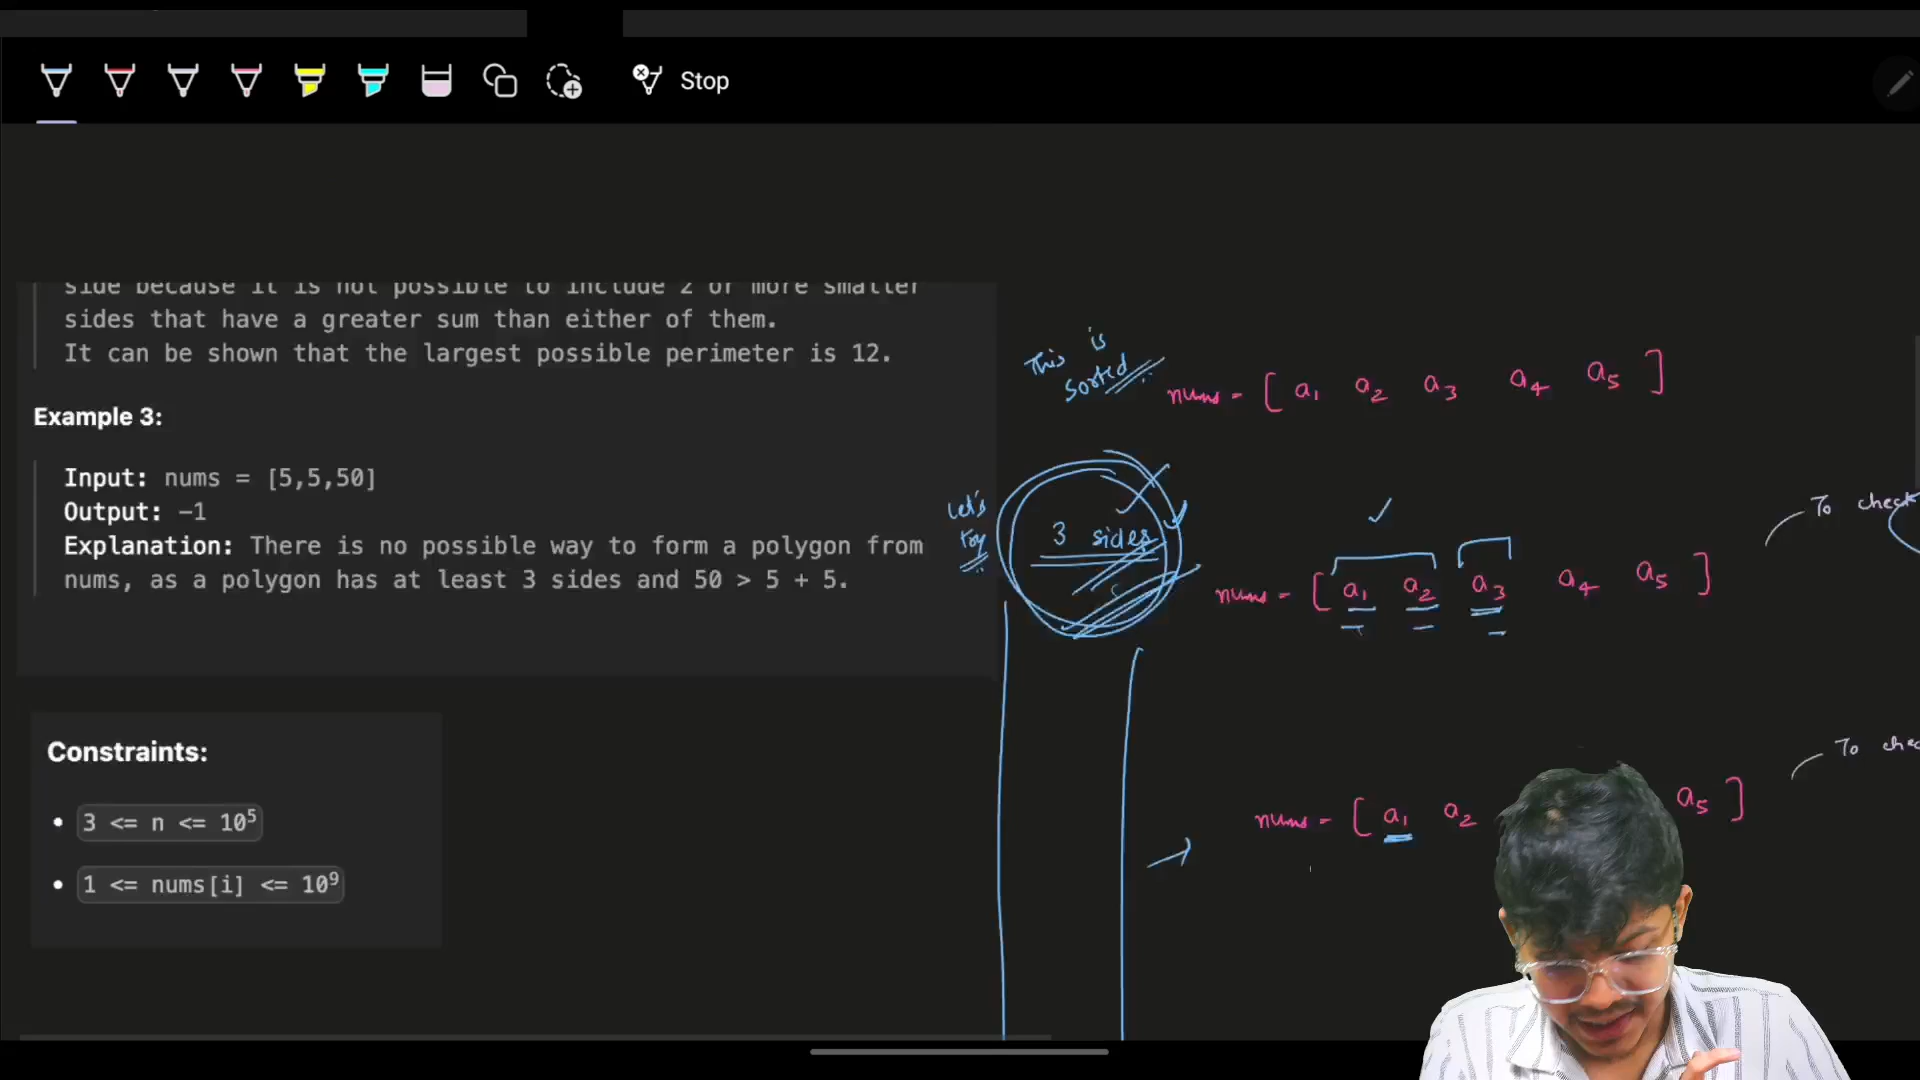 Stop
side because it is not possible to include 2 or more smaller
sides that have a greater sum than either of them.
It can be shown that the largest possible perimeter is 12.
Example 3:
Input: nums = [5,5,50]
Output: -1
Explanation: There is no possible way to form a polygon from
nums, as a polygon has at least 3 sides and 50 > 5 + 5.
Constraints:
• 3 <= n <= 10⁵
• 1 <= nums[i] <= 10⁹
This is
sorted
nums = [ a₁ a₂ a₃ a₄ a₅ ]
Let's
try
3 sides
To check
nums = [ a₁ a₂ a₃ a₄ a₅ ]
To chec
nums = [ a₁ a₂ a₅ ]